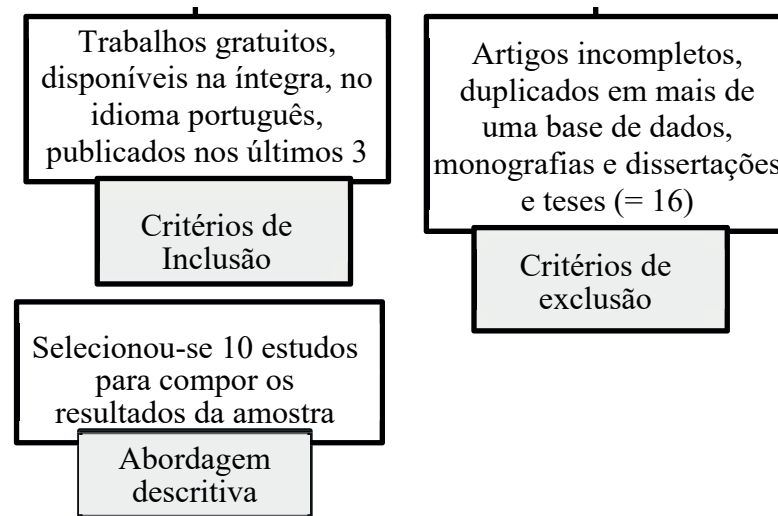 Trabalhos gratuitos,
disponíveis na íntegra, no
idioma português,
publicados nos últimos 3
Critérios de
Inclusão
Artigos incompletos,
duplicados em mais de
uma base de dados,
monografias e dissertações
e teses (= 16)
Critérios de
exclusão
Selecionou-se 10 estudos
para compor os
resultados da amostra
Abordagem
descritiva